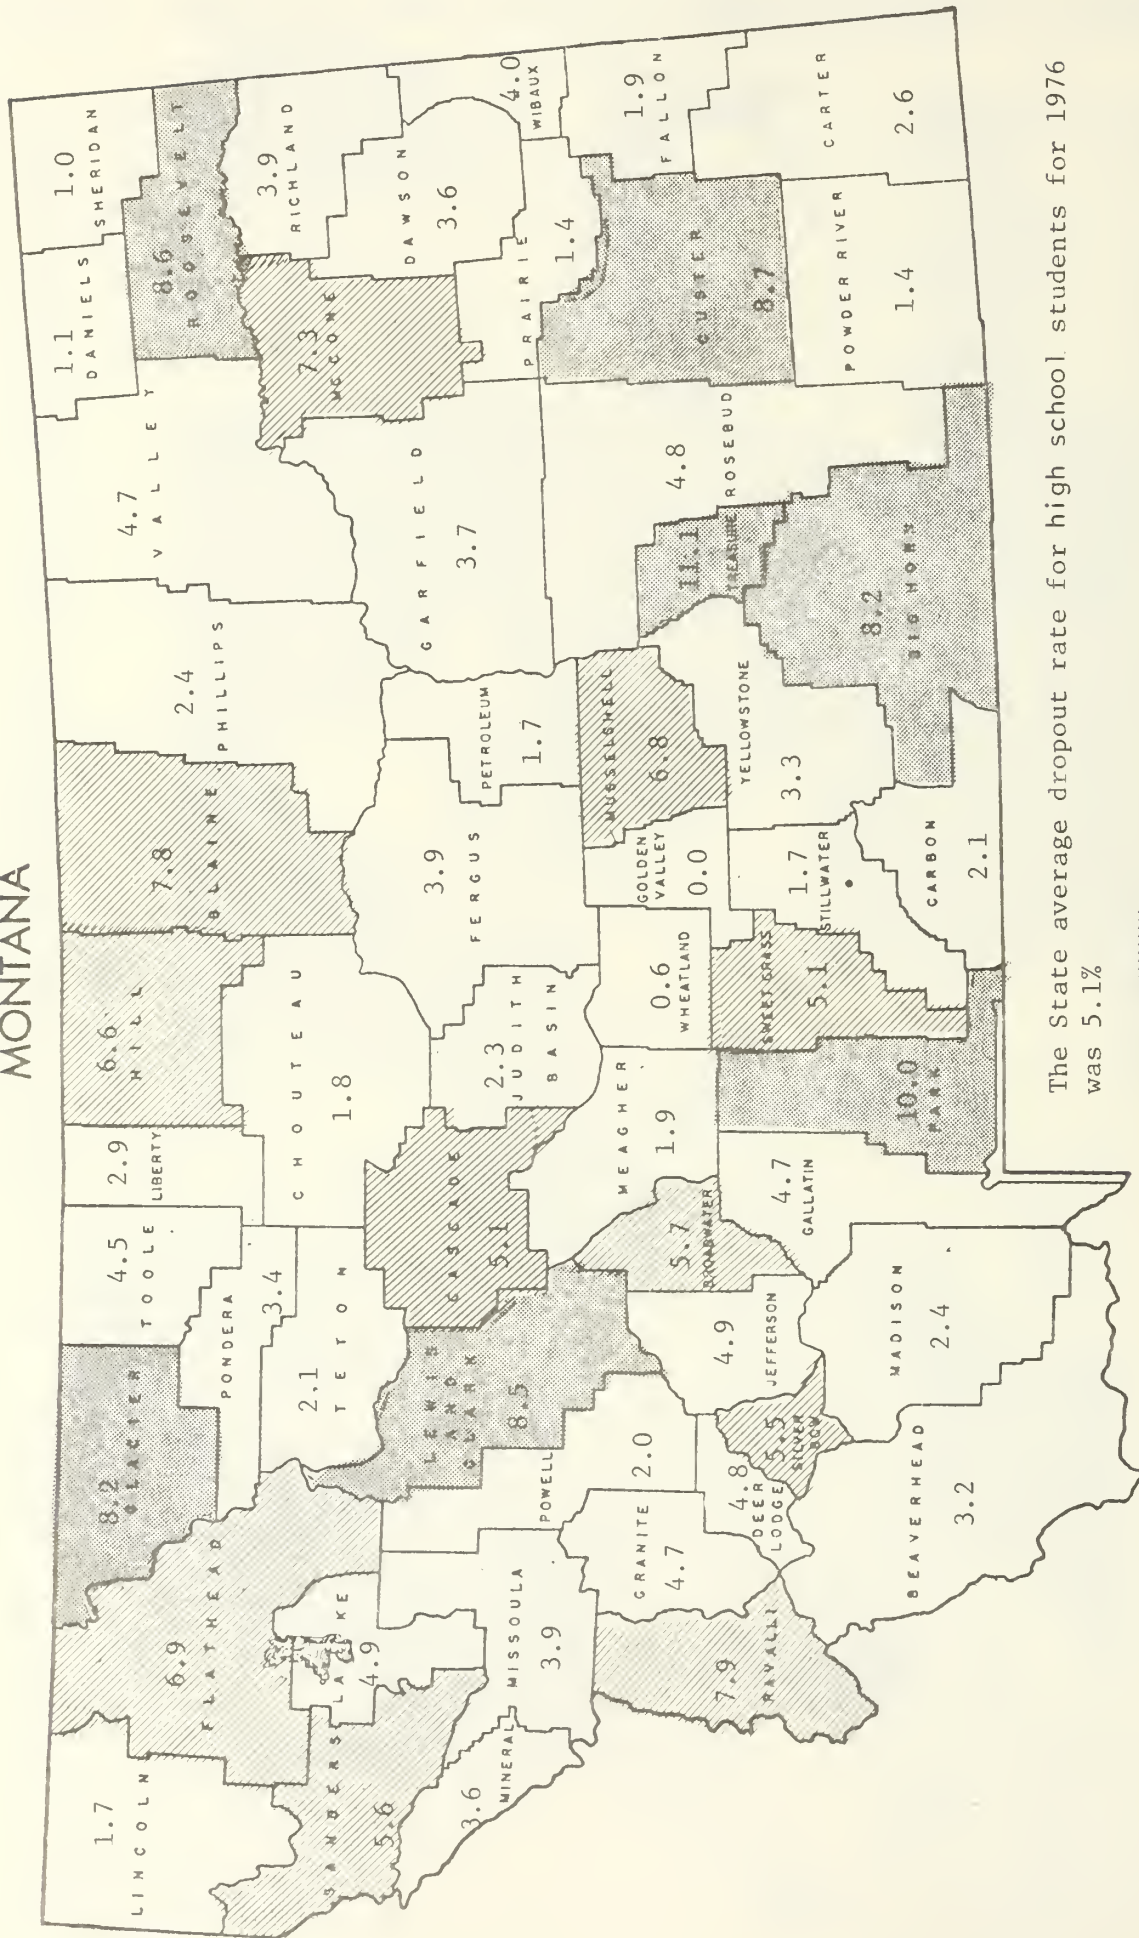 MONTANA
1.7
LINCOLN
6.9
FLATHEAD
8.2
GLACIER
4.5
TOOLE
2.9
LIBERTY
6.6
HILL
7.8
BLAINE
2.4
PHILLIPS
4.7
VALLEY
1.1
DANIELS
1.0
SHERIDAN
8.6
ROOSEVELT
SANDERS
5.6
LAKE
4.9
PONDERA
3.4
2.1
TETON
CHOUTEAU
1.8
3.9
FERGUS
PETROLEUM
1.7
GARFIELD
3.7
7.3
MCCONE
3.9
RICHLAND
DAWSON
3.6
4.0
WIBAUX
PRAIRIE
1.4
1.9
FALLON
3.6
MINERAL
MISSOULA
3.9
POWELL
2.0
LEWIS
AND
CLARK
8.5
CASCADE
5.1
2.3
JUDITH
BASIN
MEAGHER
1.9
0.6
WHEATLAND
GOLDEN
VALLEY
0.0
MUSSELSHELL
6.8
11.1
TREASURE
4.8
ROSEBUD
CUSTER
8.7
CARTER
2.6
POWDER RIVER
1.4
GRANITE
4.7
7.9
RAVALLI
4.8
DEER
LODGE
5.5
SILVER
BOW
4.9
JEFFERSON
5.7
BROADWATER
4.7
GALLATIN
10.0
PARK
SWEET GRASS
5.1
1.7
STILLWATER
YELLOWSTONE
3.3
8.2
BIG HORN
CARBON
2.1
BEAVERHEAD
3.2
MADISON
2.4
The State average dropout rate for high school students for 1976
was 5.1%